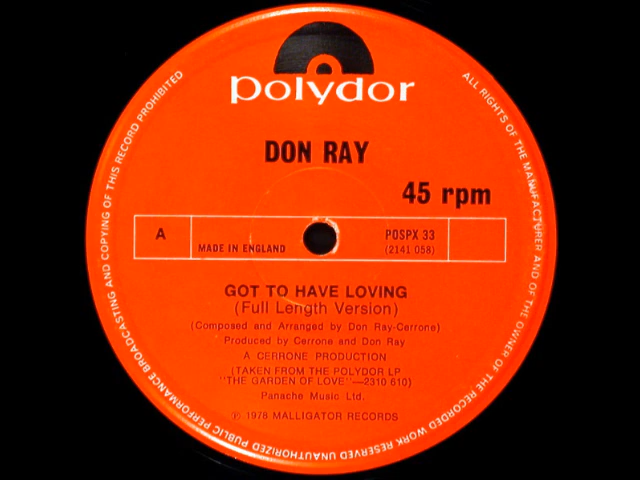 polydor
DON RAY
45 rpm
A
MADE IN ENGLAND
POSPX 33
(2141 058)
GOT TO HAVE LOVING
(Full Length Version)
(Composed and Arranged by Don Ray-Cerrone)
Produced by Cerrone and Don Ray
A CERRONE PRODUCTION
(TAKEN FROM THE POLYDOR LP
"THE GARDEN OF LOVE"—2310 610)
Panache Music Ltd.
℗ 1978 MALLIGATOR RECORDS
ALL RIGHTS OF THE MANUFACTURER AND OF THE OWNER OF THE RECORDED WORK RESERVED UNAUTHORIZED PUBLIC PERFORMANCE BROADCASTING AND COPYING OF THIS RECORD PROHIBITED